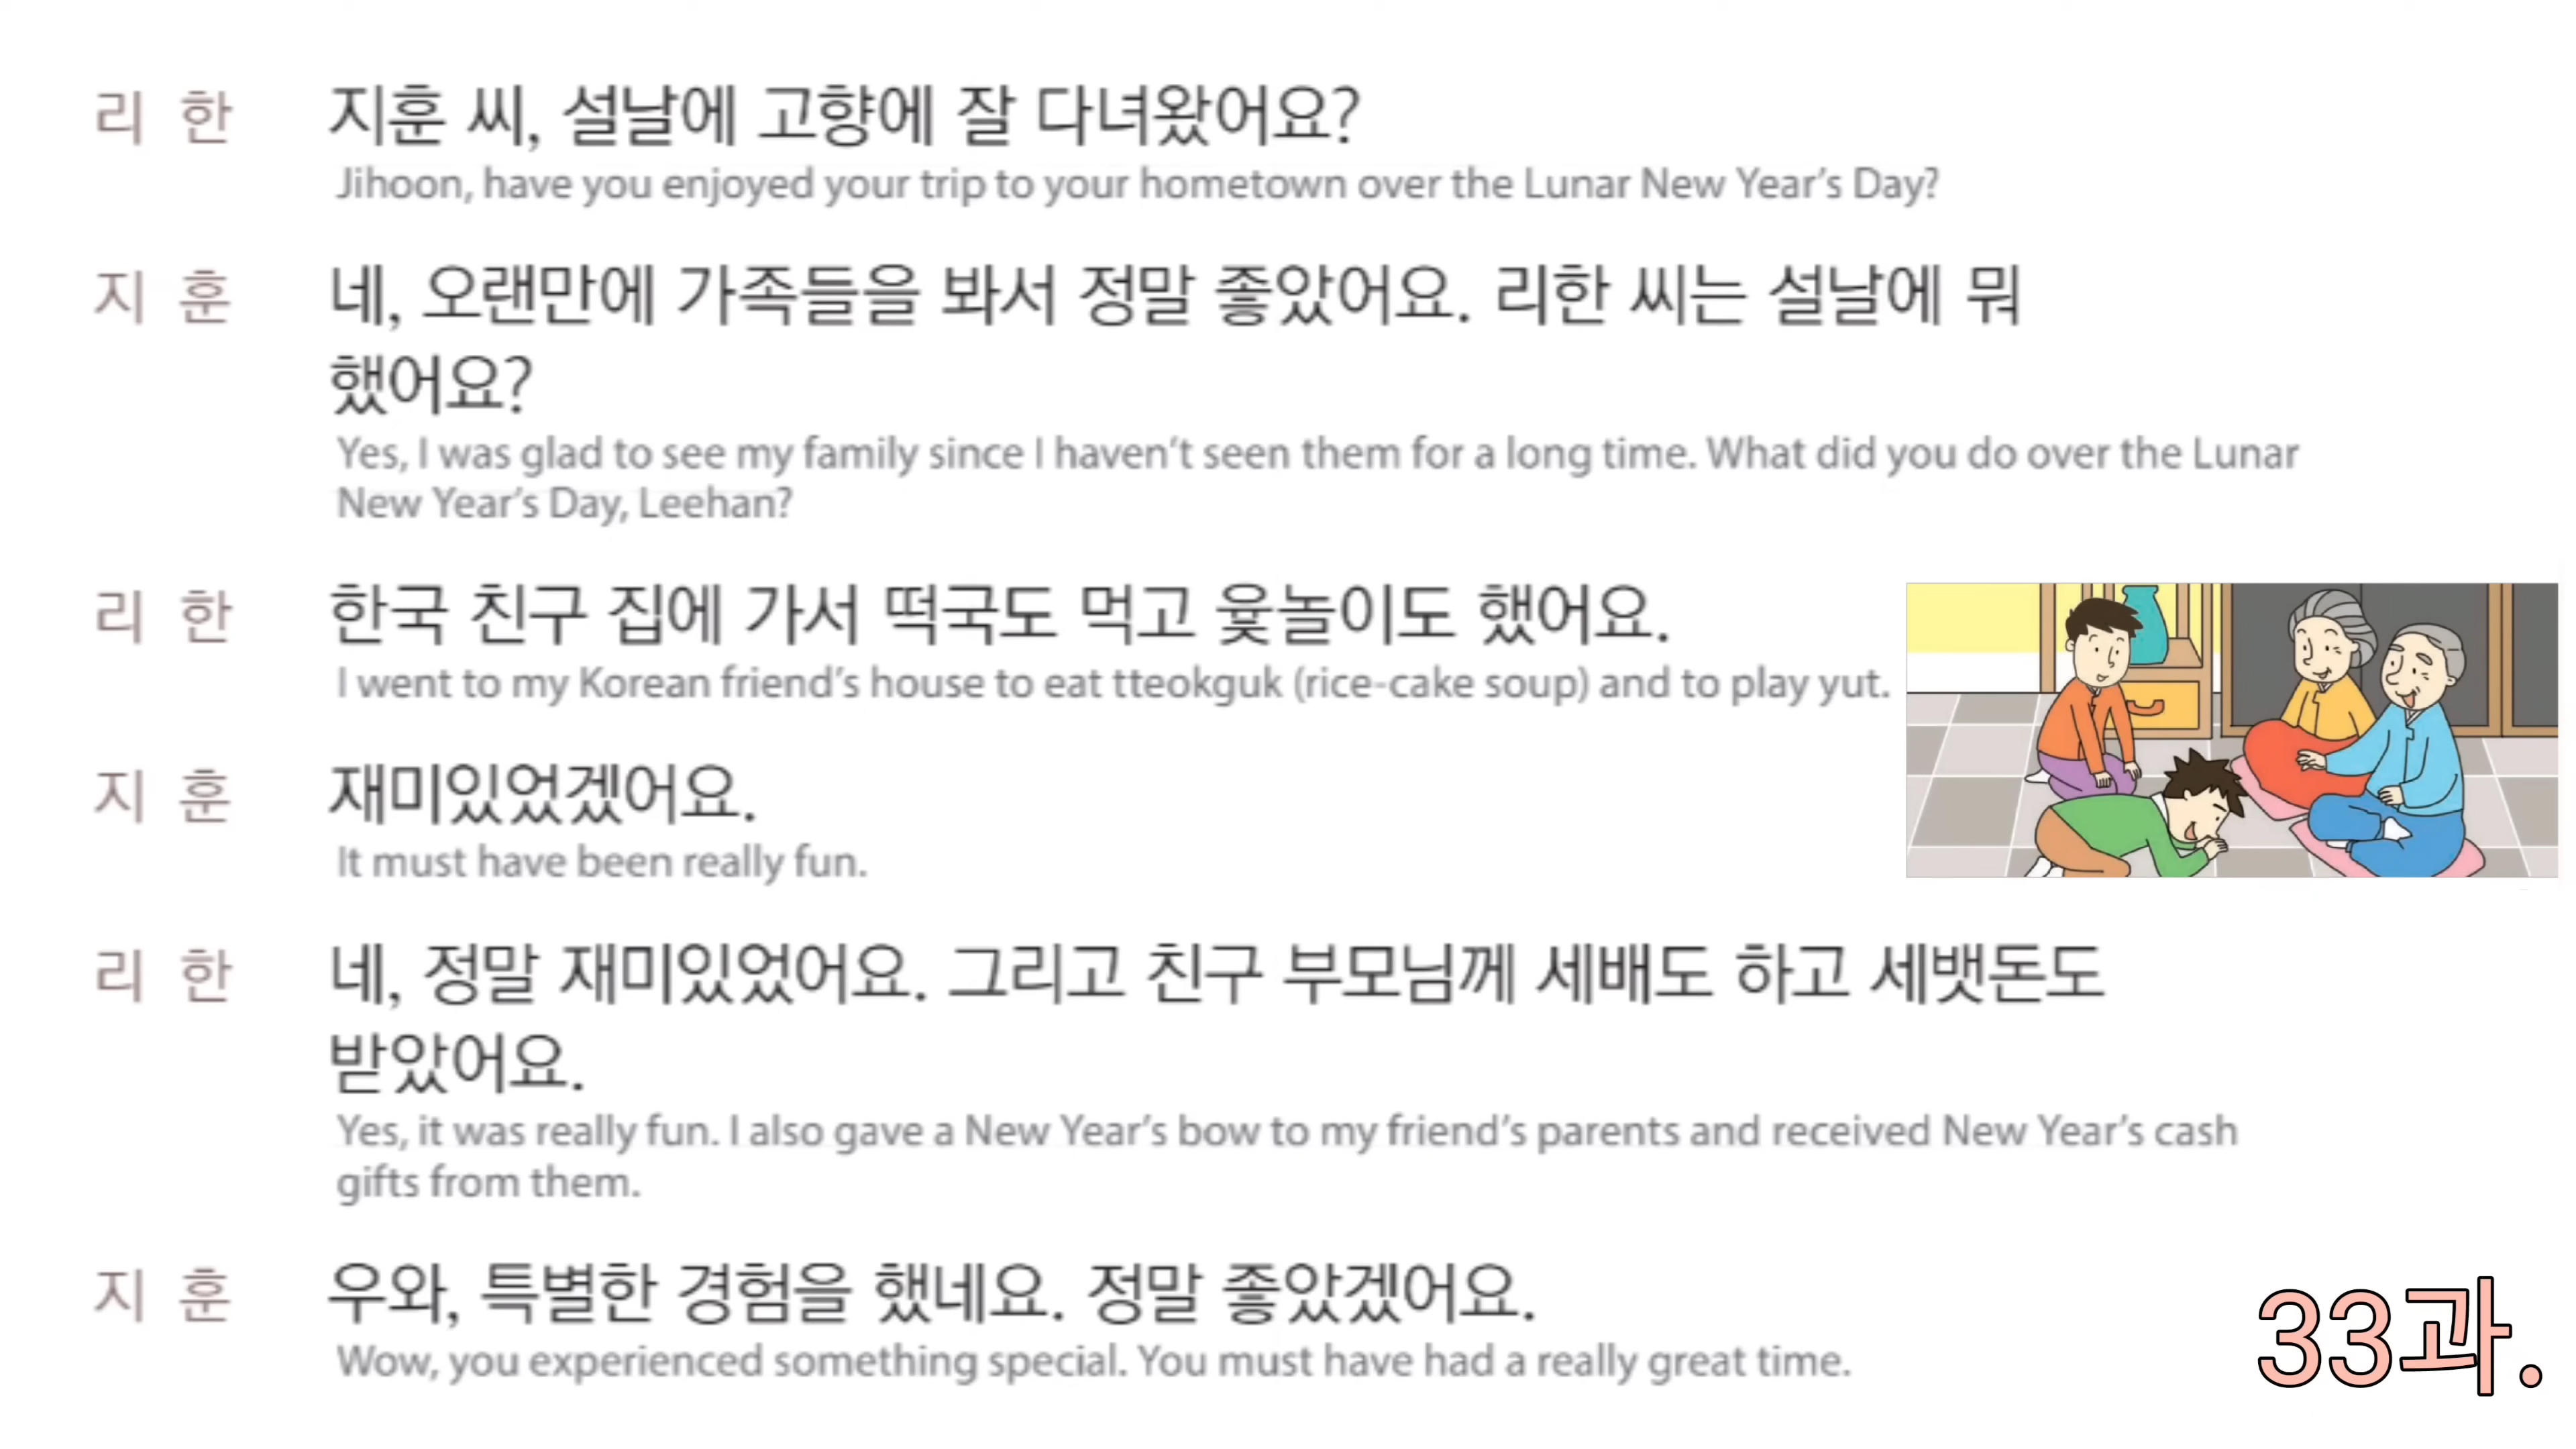 리 한 지훈 씨, 설날에 고향에 잘 다녀왔어요?
Jihoon, have you enjoyed your trip to your hometown over the Lunar New Year's Day?
지 훈 네, 오랜만에 가족들을 봐서 정말 좋았어요. 리한 씨는 설날에 뭐
했어요?
Yes, I was glad to see my family since I haven't seen them for a long time. What did you do over the Lunar
New Year's Day, Leehan?
리 한 한국 친구 집에 가서 떡국도 먹고 윷놀이도 했어요.
I went to my Korean friend's house to eat tteokguk (rice-cake soup) and to play yut.
지 훈 재미있었겠어요.
It must have been really fun.
리 한 네, 정말 재미있었어요. 그리고 친구 부모님께 세배도 하고 세뱃돈도
받았어요.
Yes, it was really fun. I also gave a New Year's bow to my friend's parents and received New Year's cash
gifts from them.
지 훈 우와, 특별한 경험을 했네요. 정말 좋았겠어요.
Wow, you experienced something special. You must have had a really great time.
33과.